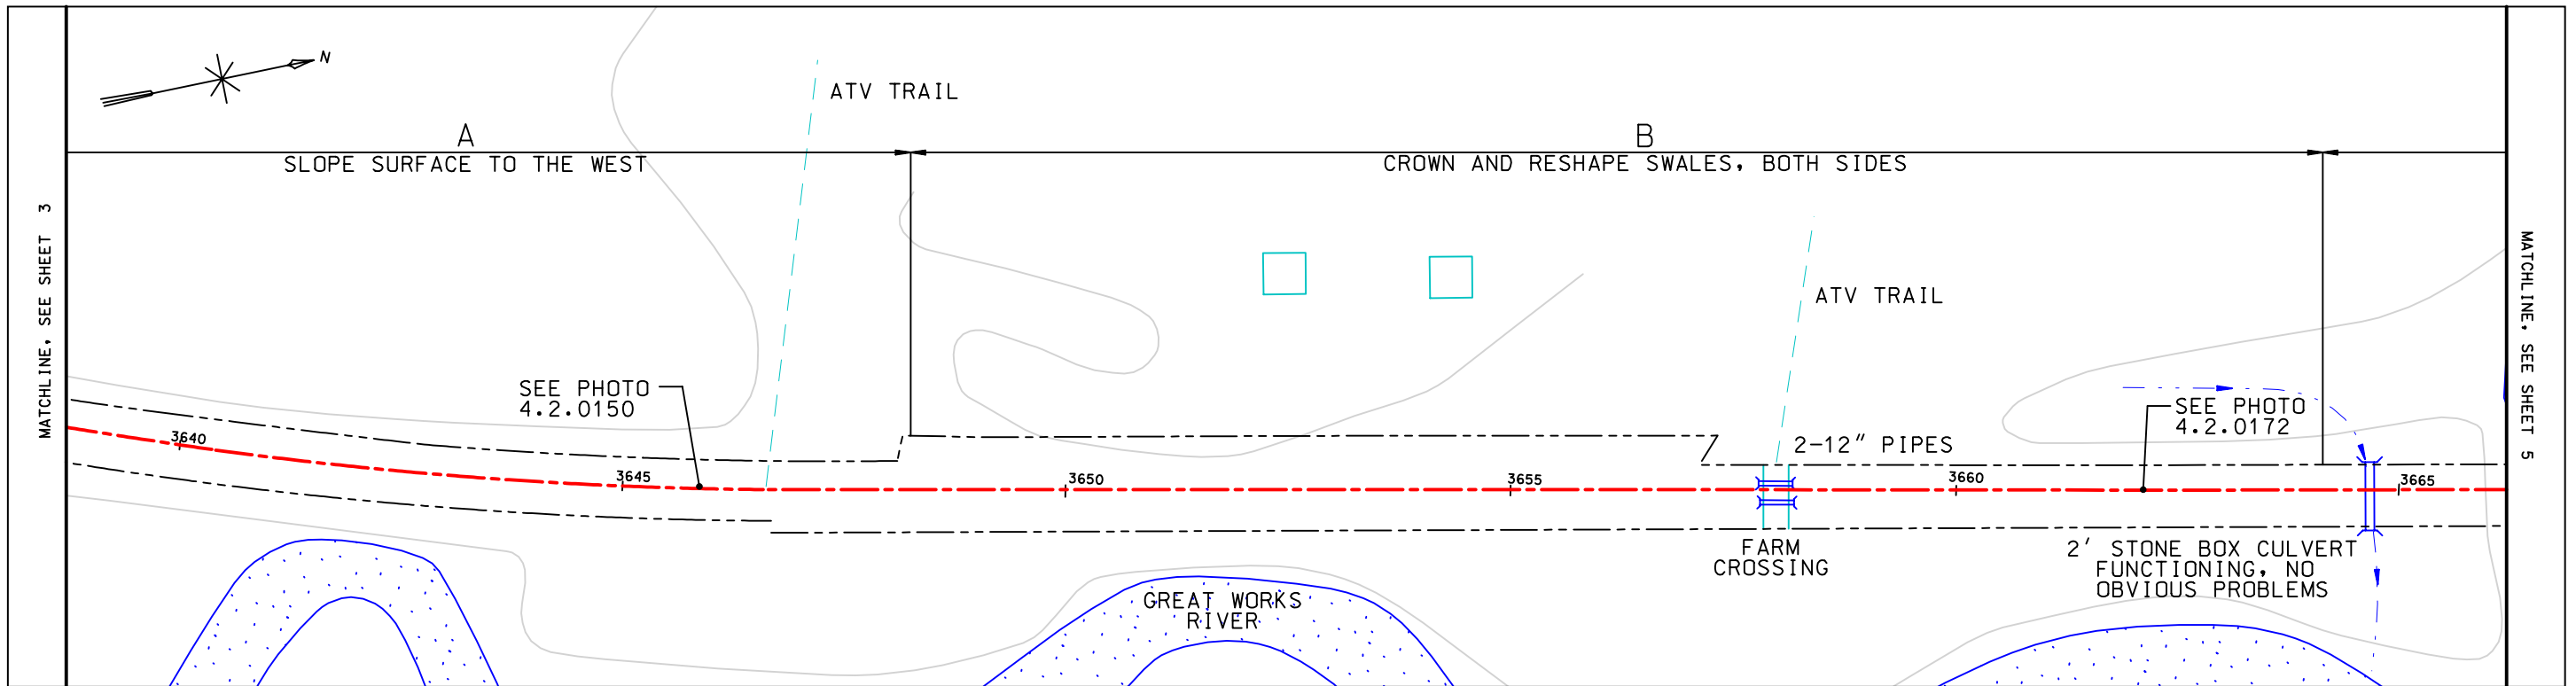 N
ATV TRAIL
A
B
SLOPE SURFACE TO THE WEST
CROWN AND RESHAPE SWALES, BOTH SIDES
MATCHLINE, SEE SHEET 3
MATCHLINE, SEE SHEET 5
ATV TRAIL
SEE PHOTO
4.2.0150
SEE PHOTO
4.2.0172
2-12" PIPES
3640
3645
3650
3655
3660
3665
FARM
CROSSING
2' STONE BOX CULVERT
FUNCTIONING, NO
OBVIOUS PROBLEMS
GREAT WORKS
RIVER